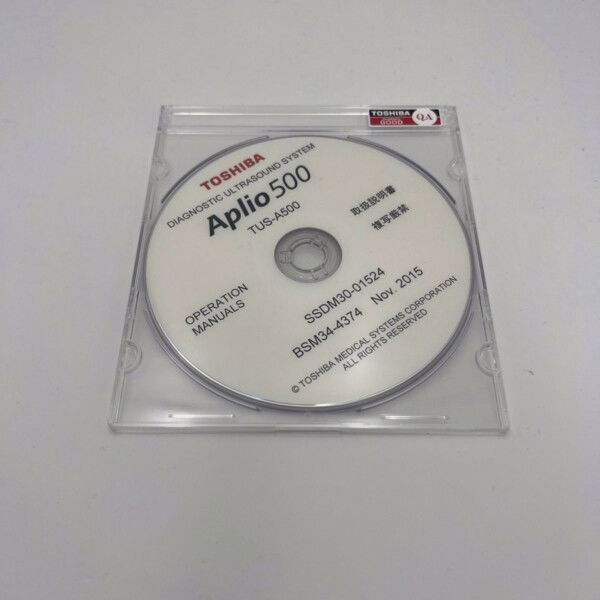 TOSHIBA
GOOD
QA
TOSHIBA
DIAGNOSTIC ULTRASOUND SYSTEM
Aplio 500
TUS-A500
取扱説明書
複写厳禁
OPERATION
MANUALS
SSDM30-01524
BSM34-4374 Nov. 2015
© TOSHIBA MEDICAL SYSTEMS CORPORATION
ALL RIGHTS RESERVED